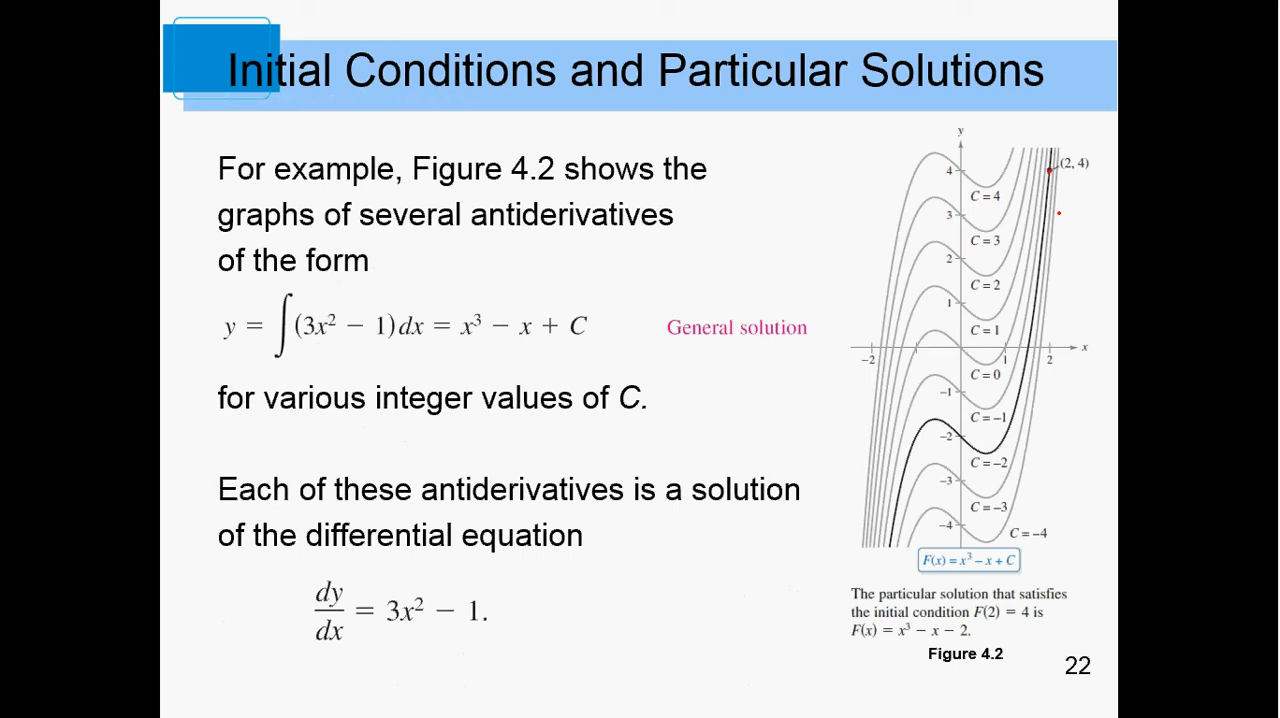 Initial Conditions and Particular Solutions
For example, Figure 4.2 shows the
graphs of several antiderivatives
of the form
y = ∫(3x² − 1)dx = x³ − x + C
General solution
for various integer values of C.
Each of these antiderivatives is a solution
of the differential equation
dy/dx = 3x² − 1.
y
(2, 4)
4
C = 4
3
C = 3
2
C = 2
1
C = 1
−2
1
2
x
C = 0
−1
C = −1
−2
C = −2
−3
C = −3
−4
C = −4
F(x) = x³ − x + C
The particular solution that satisfies
the initial condition F(2) = 4 is
F(x) = x³ − x − 2.
Figure 4.2
22